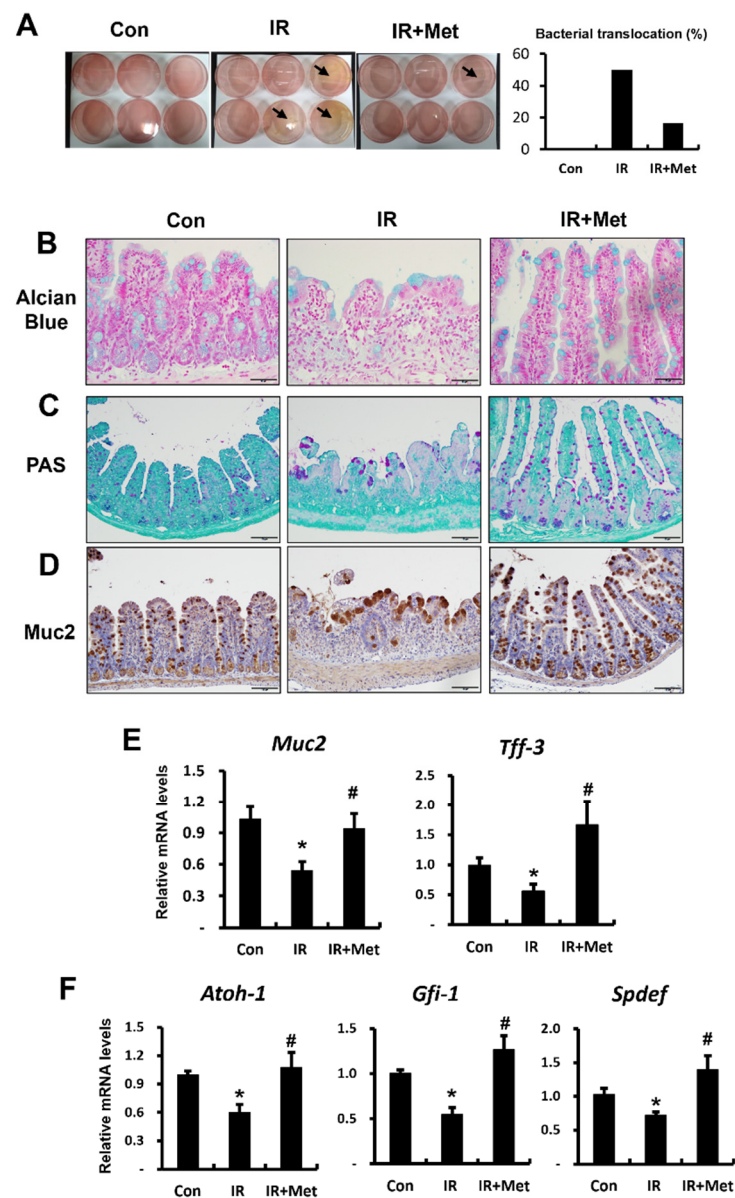 A
Con
IR
IR+Met
Bacterial translocation (%)
60
40
20
0
Con
IR
IR+Met
Con
IR
IR+Met
B
Alcian
Blue
C
PAS
D
Muc2
E
Muc2
Relative mRNA levels
1.5
1.2
0.9
0.6
0.3
-
*
#
Con
IR
IR+Met
Tff-3
2.5
2.0
1.5
1.0
0.5
-
*
#
Con
IR
IR+Met
F
Atoh-1
Relative mRNA levels
1.5
1.2
0.9
0.6
0.3
-
*
#
Con
IR
IR+Met
Gfi-1
1.5
1.0
0.5
-
*
#
Con
IR
IR+Met
Spdef
2.0
1.5
1.0
0.5
-
*
#
Con
IR
IR+Met